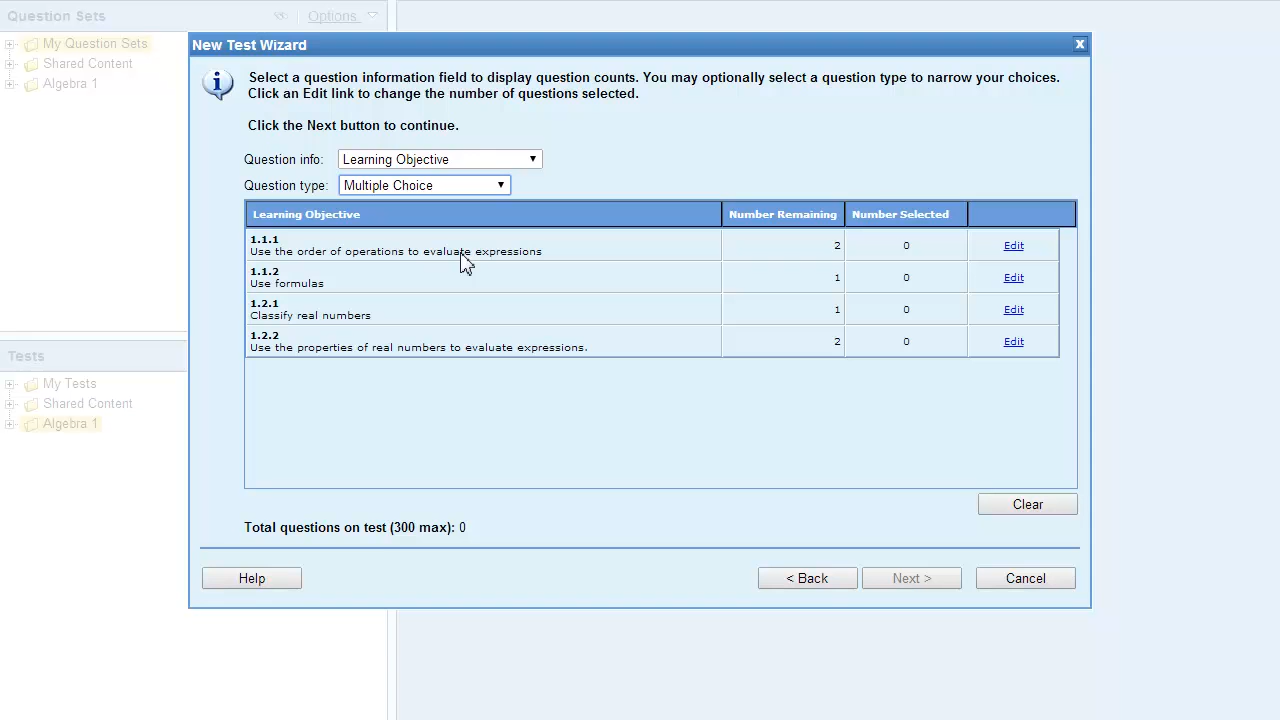 Question Sets
Options
My Question Sets
Shared Content
Algebra 1
Tests
My Tests
Shared Content
Algebra 1
New Test Wizard
X
Select a question information field to display question counts. You may optionally select a question type to narrow your choices.
Click an Edit link to change the number of questions selected.
Click the Next button to continue.
Question info: Learning Objective
Question type: Multiple Choice
Learning Objective Number Remaining Number Selected
1.1.1
Use the order of operations to evaluate expressions 2 0 Edit
1.1.2
Use formulas 1 0 Edit
1.2.1
Classify real numbers 1 0 Edit
1.2.2
Use the properties of real numbers to evaluate expressions. 2 0 Edit
Clear
Total questions on test (300 max): 0
Help < Back Next > Cancel